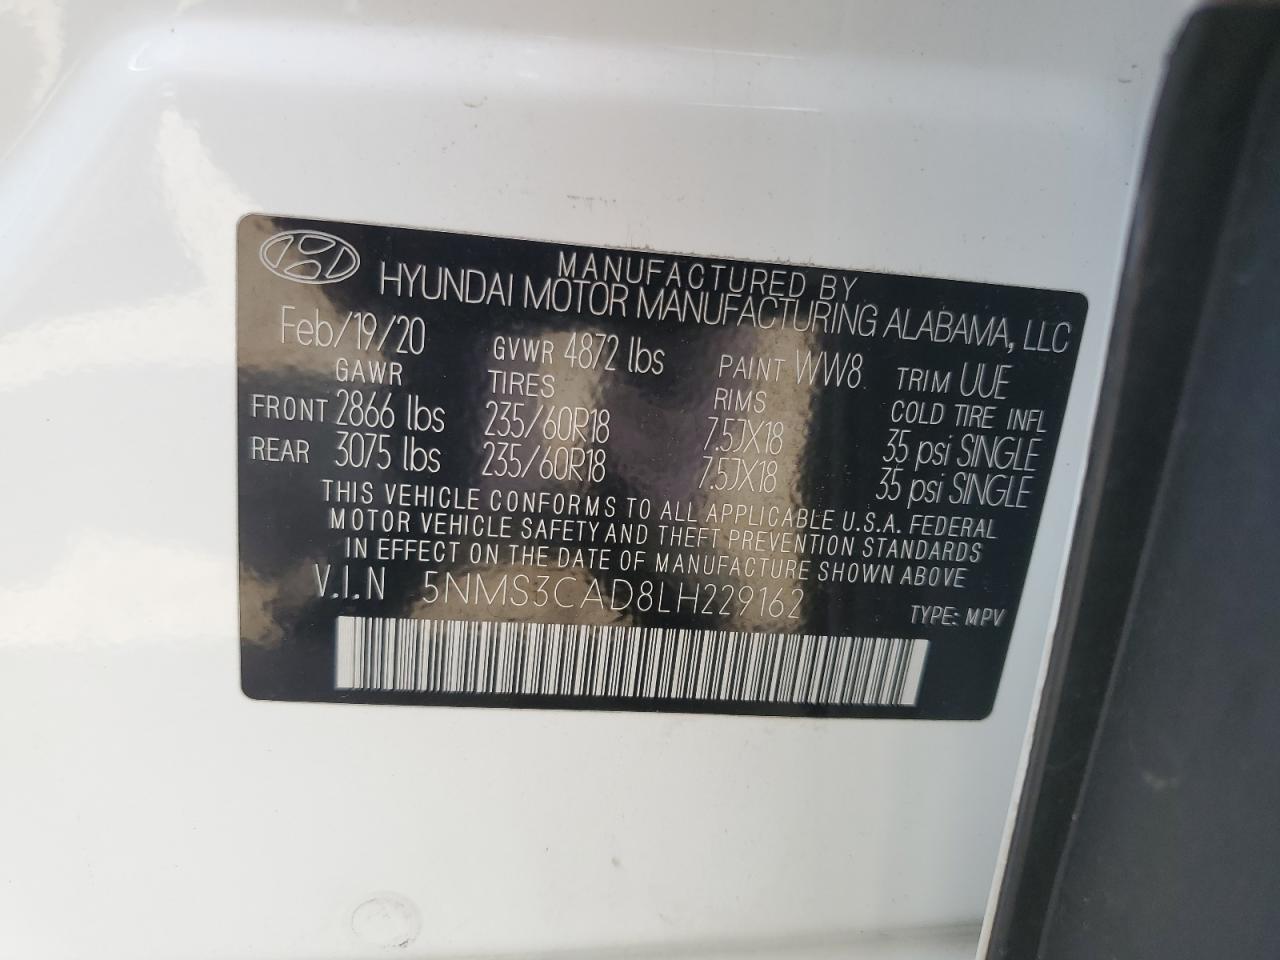 MANUFACTURED BY
HYUNDAI MOTOR MANUFACTURING ALABAMA, LLC
Feb/19/20 GVWR 4872 lbs PAINT WW8 TRIM UUE
GAWR TIRES RIMS COLD TIRE INFL
FRONT 2866 lbs 235/60R18 7.5JX18 35 psi SINGLE
REAR 3075 lbs 235/60R18 7.5JX18 35 psi SINGLE
THIS VEHICLE CONFORMS TO ALL APPLICABLE U.S.A. FEDERAL
MOTOR VEHICLE SAFETY AND THEFT PREVENTION STANDARDS
IN EFFECT ON THE DATE OF MANUFACTURE SHOWN ABOVE
V.I.N 5NMS3CAD8LH229162 TYPE: MPV